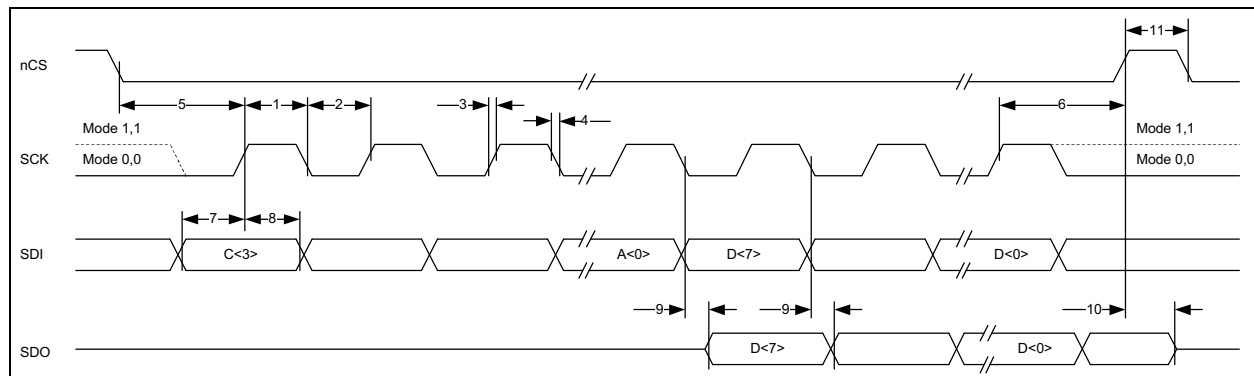 11
nCS
5
1
2
3
4
6
Mode 1,1
Mode 1,1
SCK
Mode 0,0
Mode 0,0
7
8
SDI
C<3>
A<0>
D<7>
D<0>
9
9
10
SDO
D<7>
D<0>